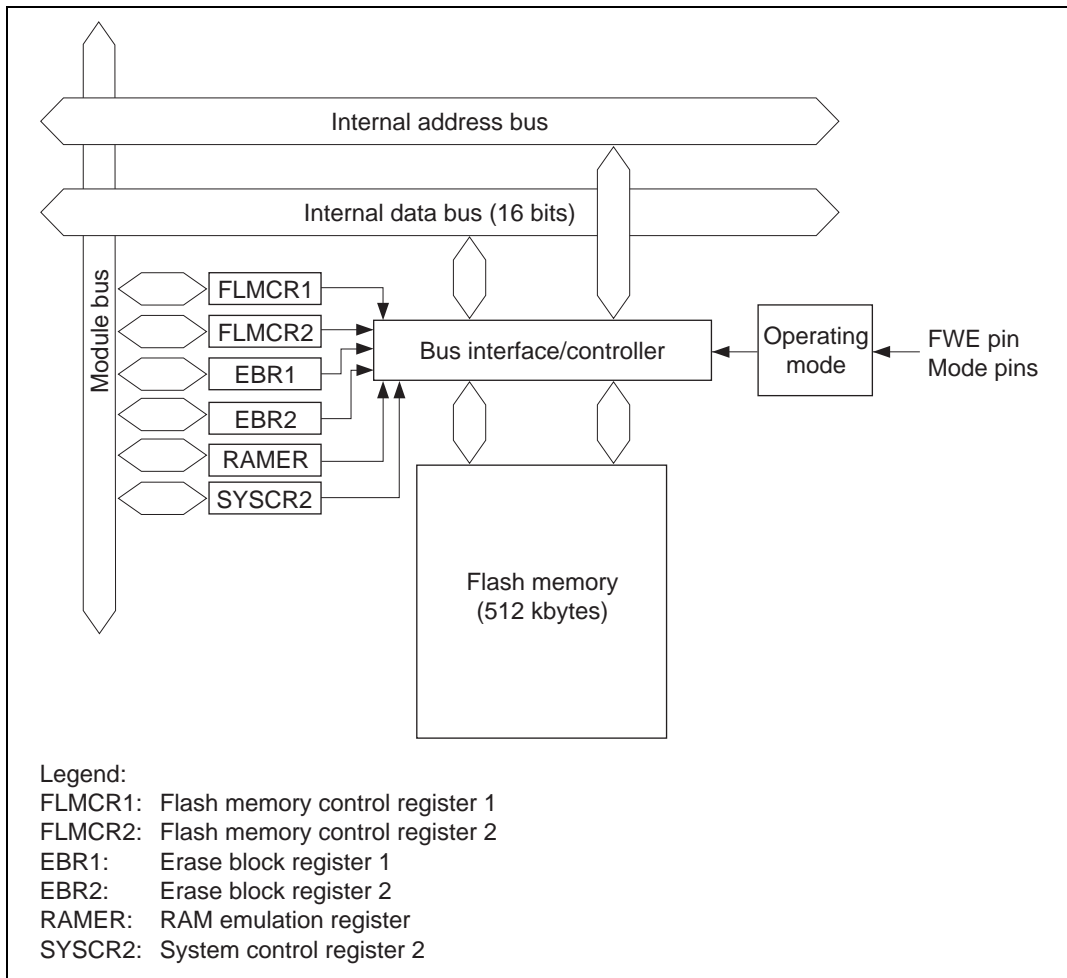 Internal address bus
Internal data bus (16 bits)
Module bus
FLMCR1
FLMCR2
EBR1
EBR2
RAMER
SYSCR2
Bus interface/controller
Operating
mode
FWE pin
Mode pins
Flash memory
(512 kbytes)
Legend:
FLMCR1: Flash memory control register 1
FLMCR2: Flash memory control register 2
EBR1: Erase block register 1
EBR2: Erase block register 2
RAMER: RAM emulation register
SYSCR2: System control register 2